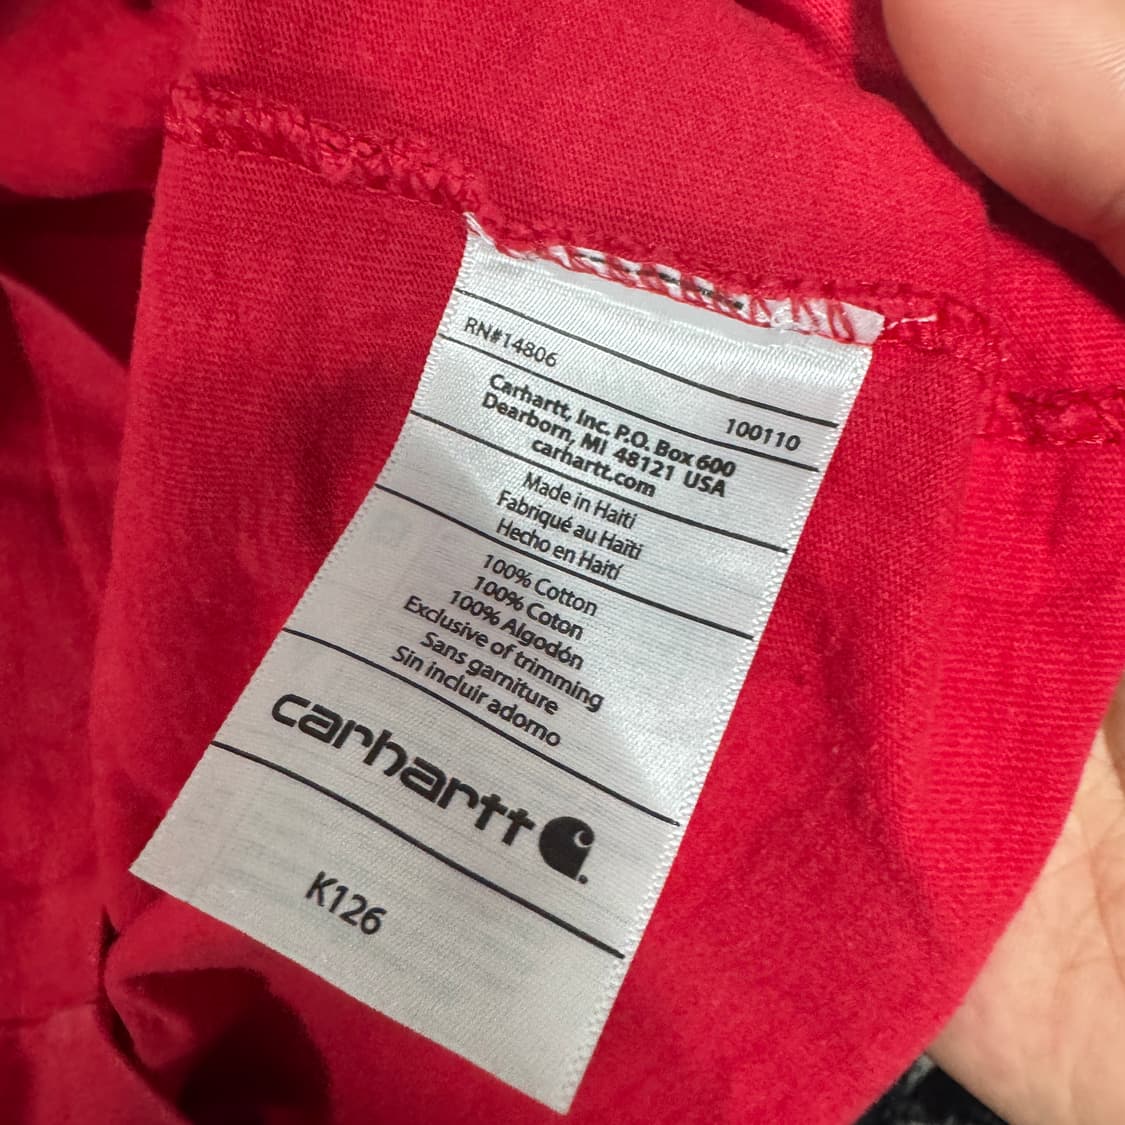 RN#14806
100110
Carhartt, Inc. P.O. Box 600
Dearborn, MI 48121 USA
carhartt.com
Made in Haiti
Fabriqué au Haïti
Hecho en Haití
100% Cotton
100% Coton
100% Algodón
Exclusive of trimming
Sans garniture
Sin incluir adorno
carhartt
K126